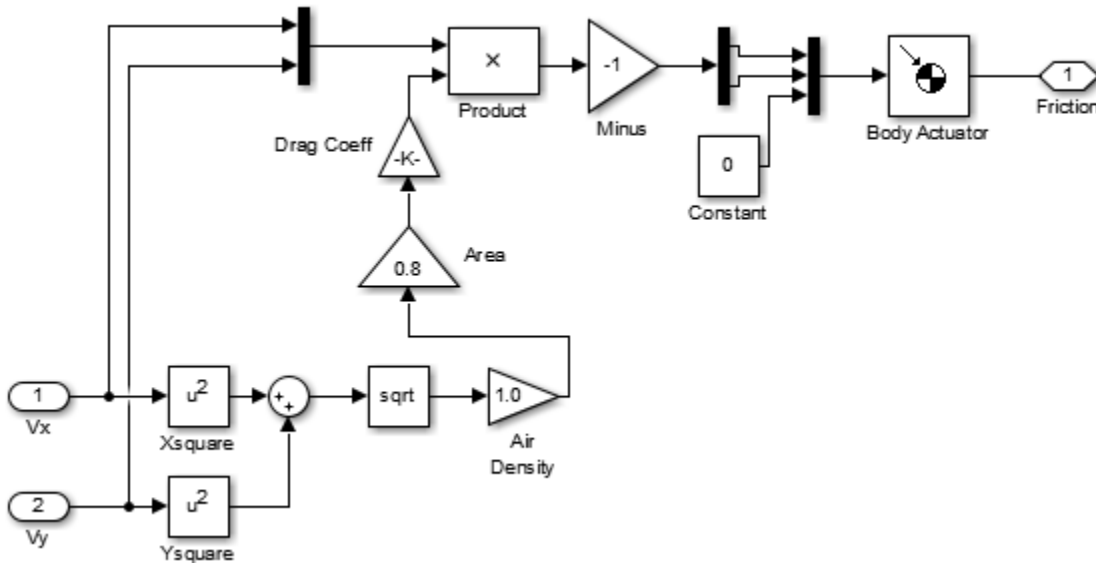 ×
Product
-1
Minus
Body Actuator
1
Friction
Drag Coeff
-K-
0
Constant
0.8
Area
1
Vx
u²
Xsquare
+
+
sqrt
1.0
Air
Density
2
Vy
u²
Ysquare